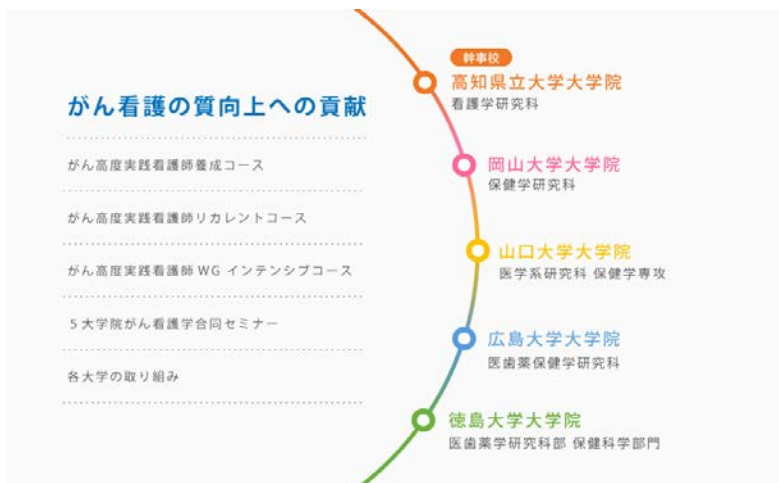 がん看護の質向上への貢献
がん高度実践看護師養成コース
がん高度実践看護師リカレントコース
がん高度実践看護師 WG インテンシブコース
5大学院がん看護学合同セミナー
各大学の取り組み
幹事校
高知県立大学大学院
看護学研究科
岡山大学大学院
保健学研究科
山口大学大学院
医学系研究科 保健学専攻
広島大学大学院
医歯薬保健学研究科
徳島大学大学院
医歯薬学研究科部 保健科学部門